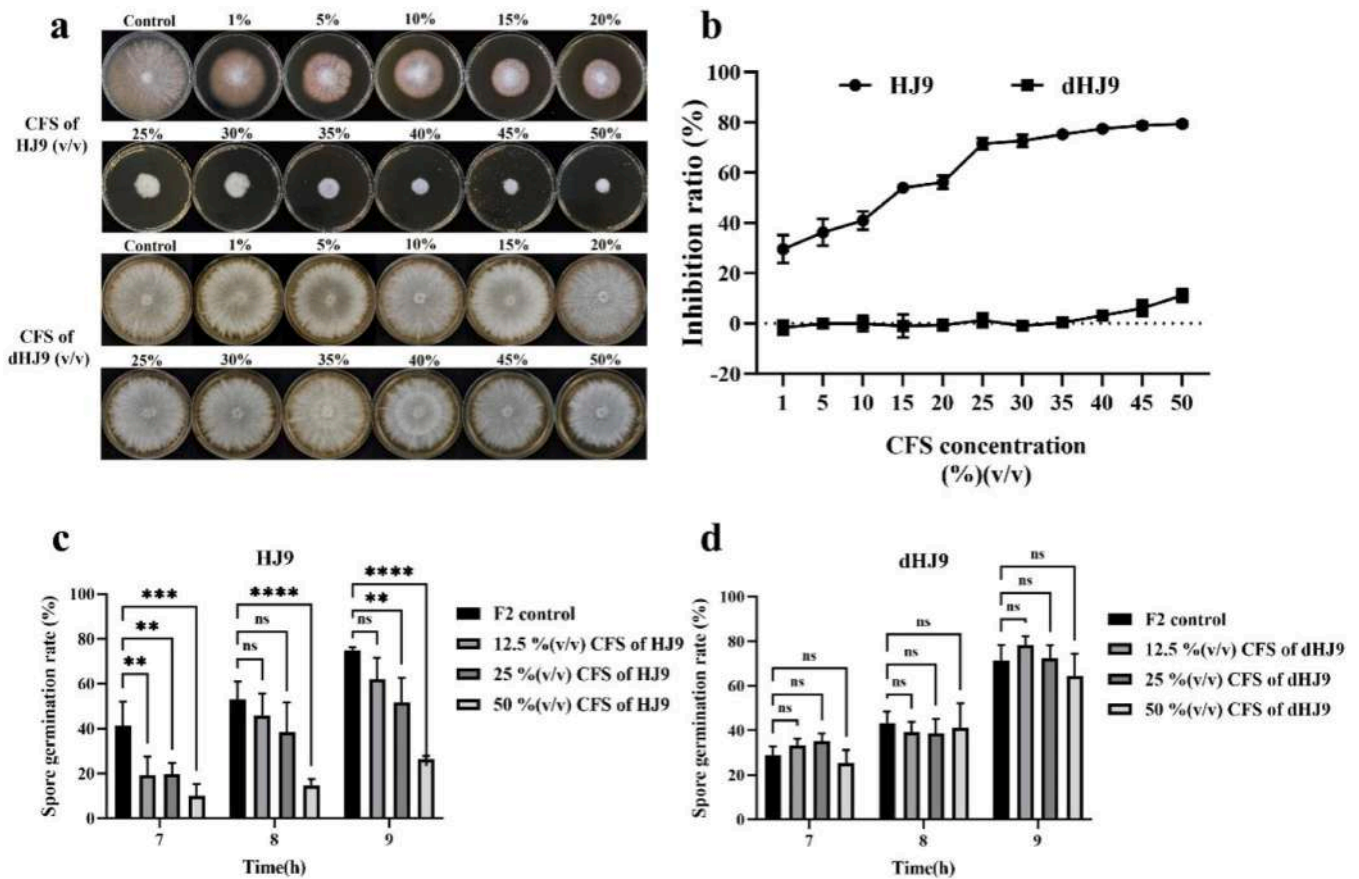 a
Control 1% 5% 10% 15% 20%
CFS of
HJ9 (v/v)
25% 30% 35% 40% 45% 50%
Control 1% 5% 10% 15% 20%
CFS of
dHJ9 (v/v)
25% 30% 35% 40% 45% 50%
b
HJ9 dHJ9
Inhibition ratio (%)
100
80
60
40
20
0
-20
1 5 10 15 20 25 30 35 40 45 50
CFS concentration
(%)(v/v)
c
HJ9
Spore germination rate (%)
100
80
60
40
20
0
*** ** **
**** ns ns
**** ** ns
7 8 9
Time(h)
F2 control
12.5 %(v/v) CFS of HJ9
25 %(v/v) CFS of HJ9
50 %(v/v) CFS of HJ9
d
dHJ9
Spore germination rate (%)
100
80
60
40
20
0
ns ns ns
ns ns ns
ns ns ns
7 8 9
Time(h)
F2 control
12.5 %(v/v) CFS of dHJ9
25 %(v/v) CFS of dHJ9
50 %(v/v) CFS of dHJ9